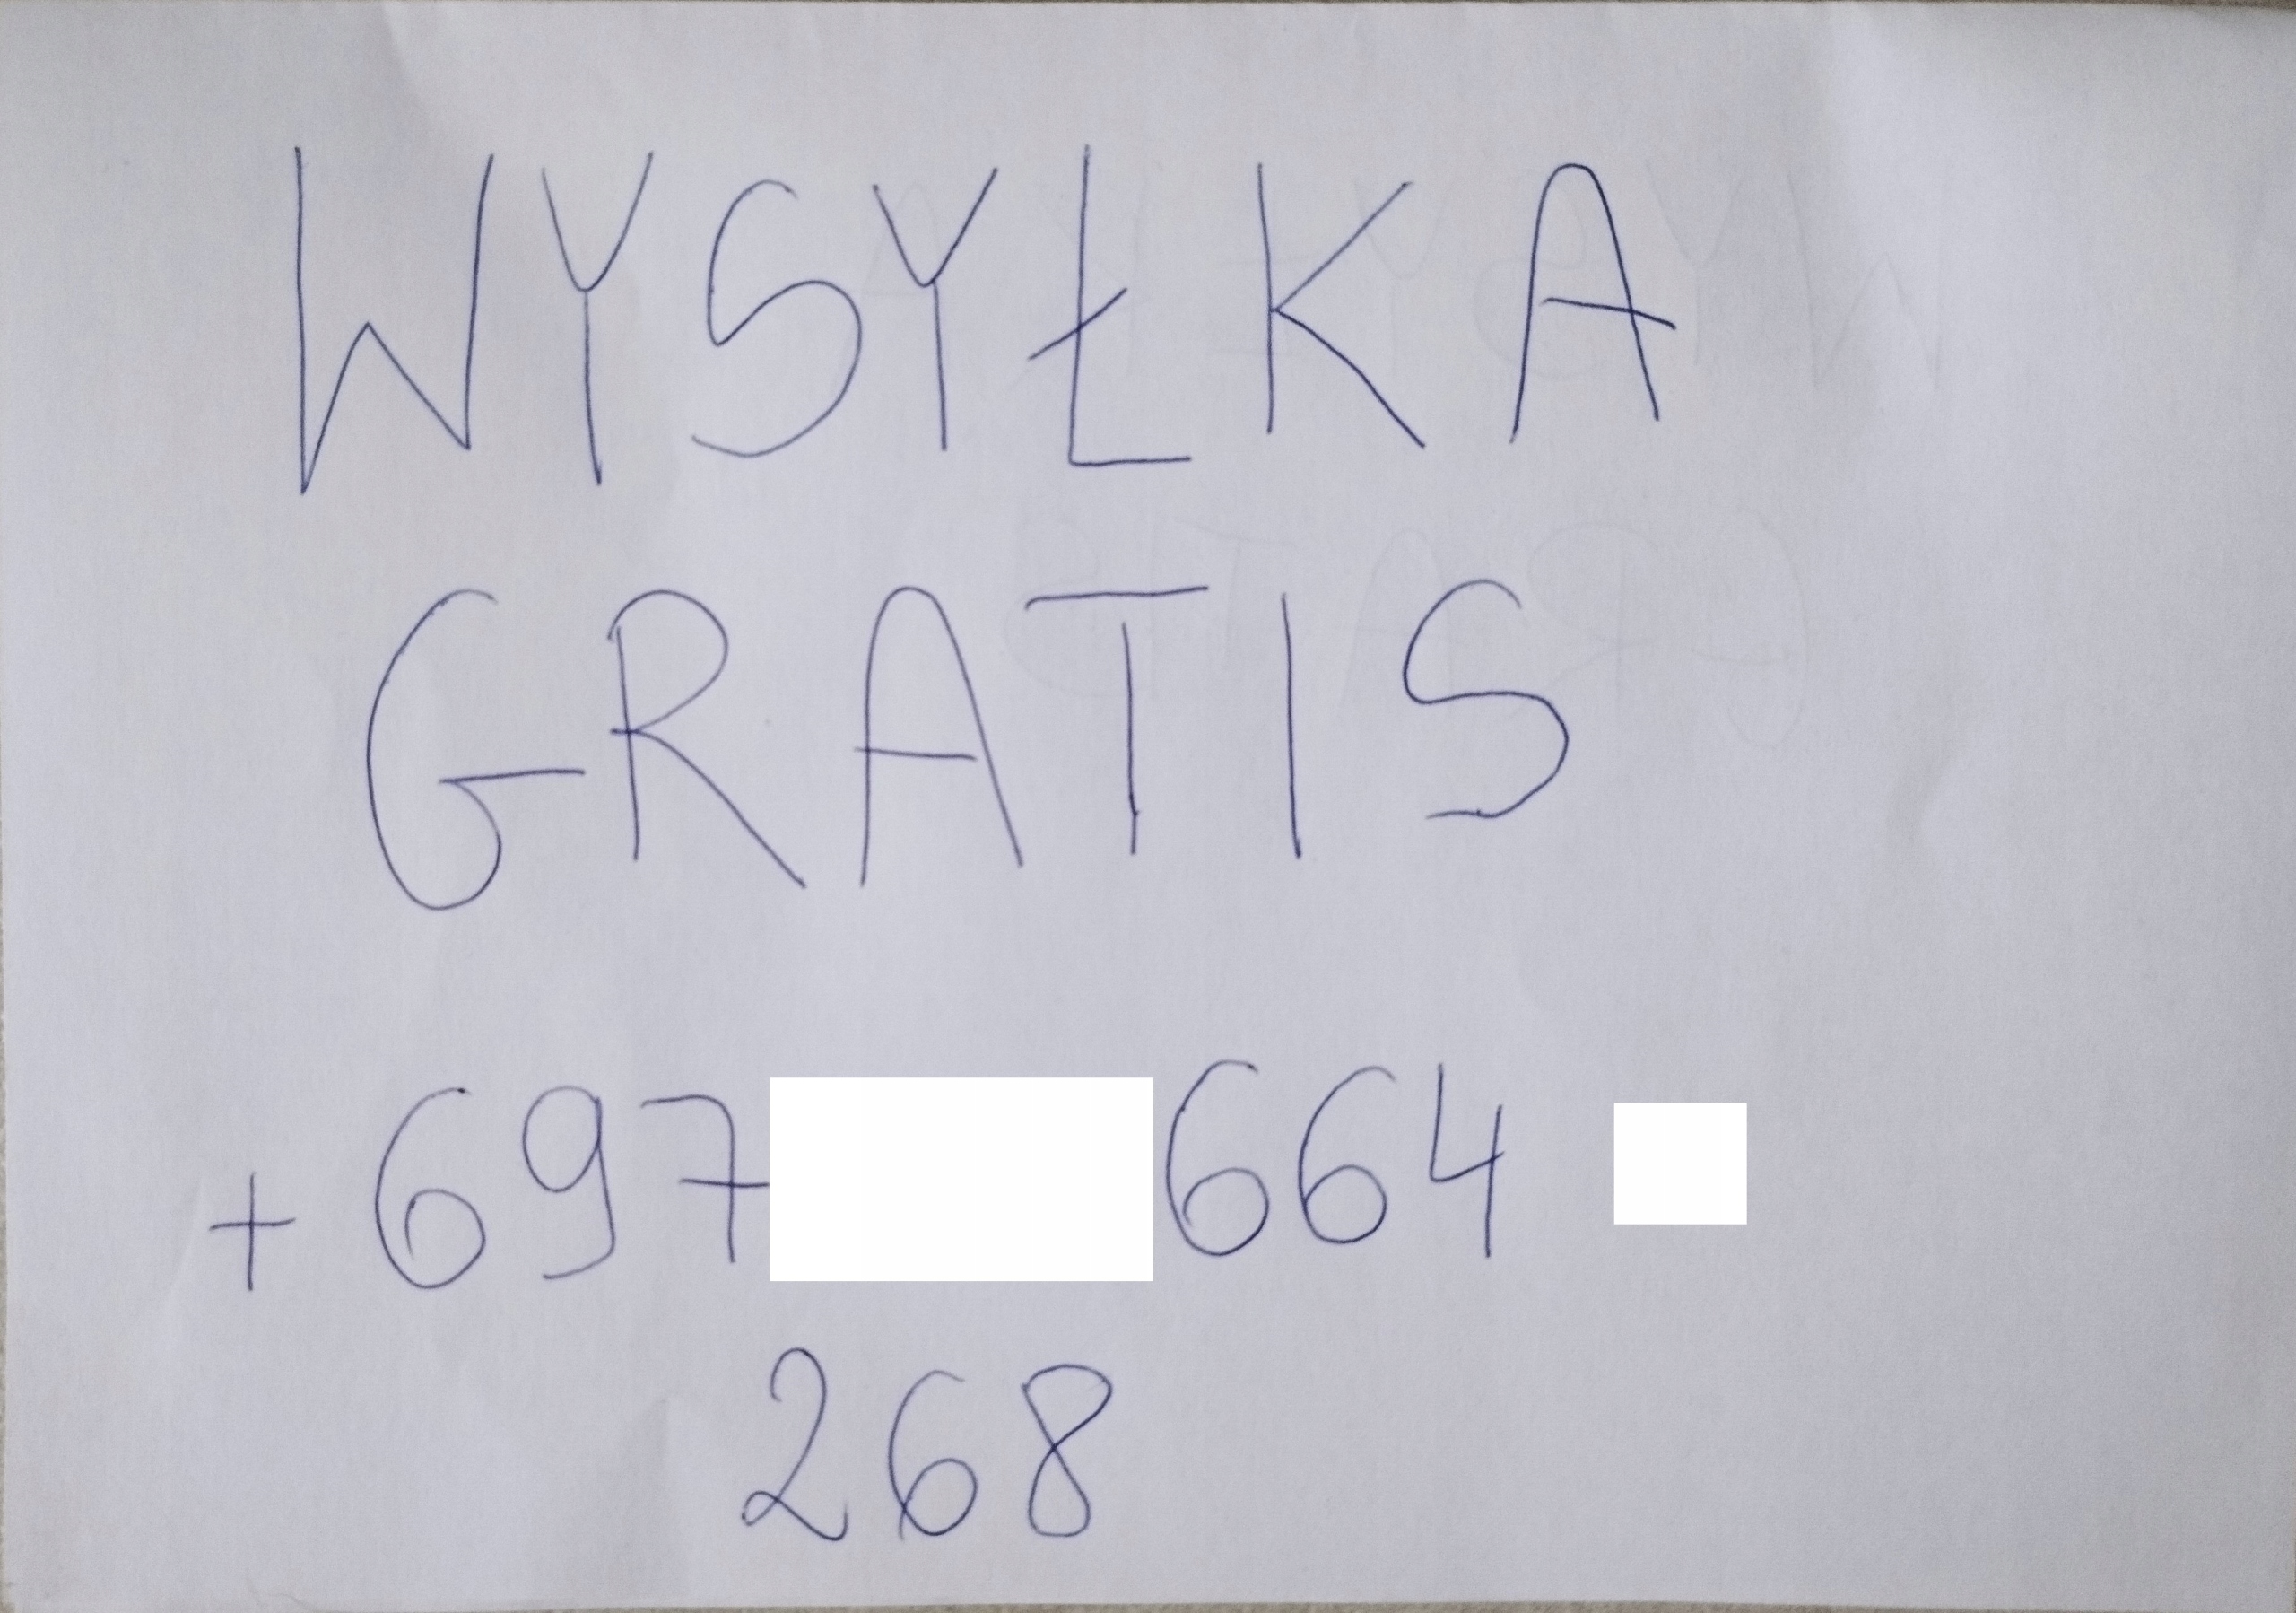 WYSYŁKA
GRATIS
+ 697 664
268